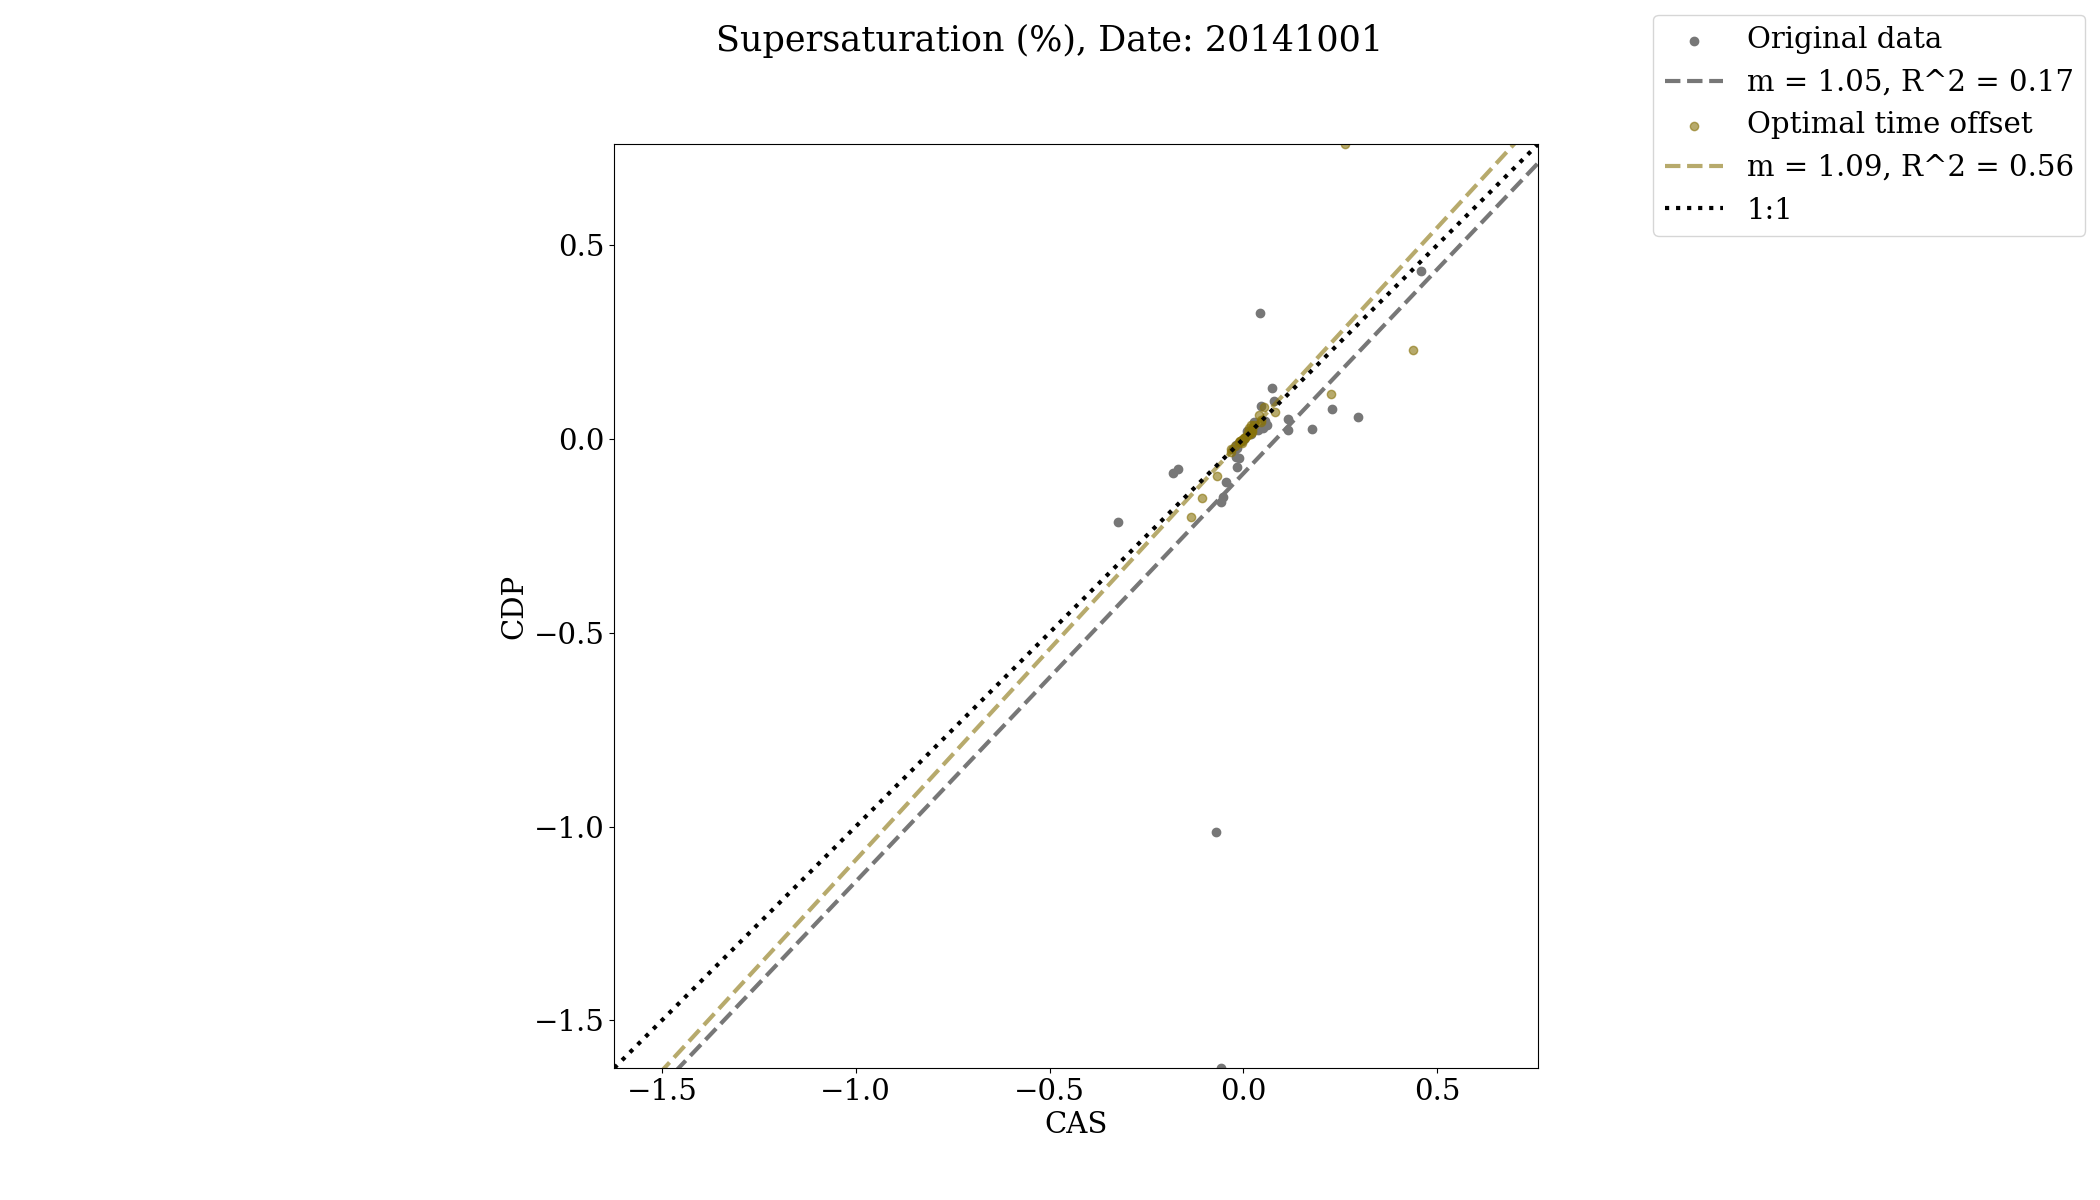 Supersaturation (%), Date: 20141001
Original data
m = 1.05, R^2 = 0.17
Optimal time offset
m = 1.09, R^2 = 0.56
1:1
0.5
0.0
−0.5
−1.0
−1.5
CDP
−1.5
−1.0
−0.5
0.0
0.5
CAS